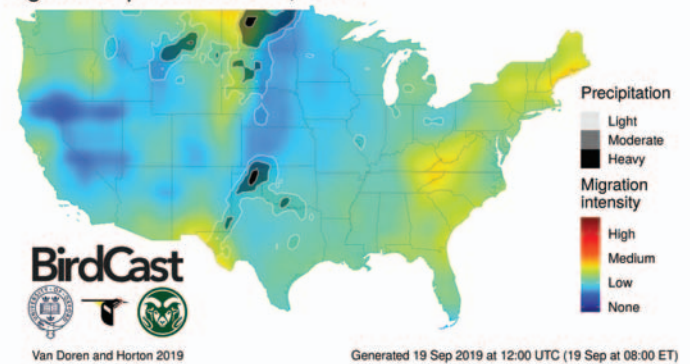 Precipitation
Light
Moderate
Heavy
Migration
intensity
High
Medium
Low
None
BirdCast
Van Doren and Horton 2019
Generated 19 Sep 2019 at 12:00 UTC (19 Sep at 08:00 ET)